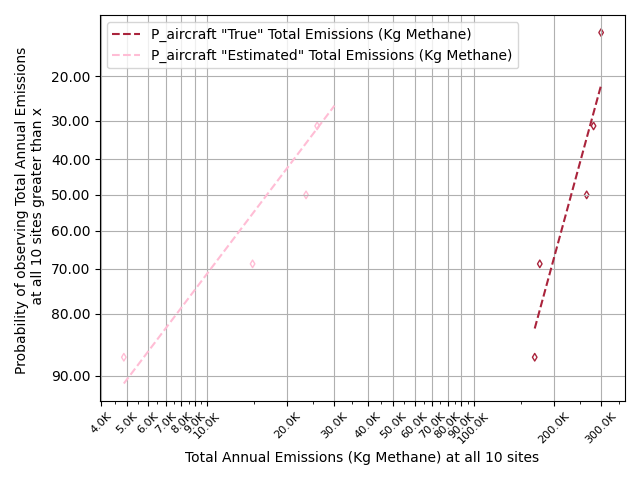 P_aircraft "True" Total Emissions (Kg Methane)
P_aircraft "Estimated" Total Emissions (Kg Methane)
Probability of observing Total Annual Emissions
at all 10 sites greater than x
20.00
30.00
40.00
50.00
60.00
70.00
80.00
90.00
4.0K
5.0K
6.0K
7.0K
8.0K
9.0K
10.0K
20.0K
30.0K
40.0K
50.0K
60.0K
70.0K
80.0K
90.0K
100.0K
200.0K
300.0K
Total Annual Emissions (Kg Methane) at all 10 sites